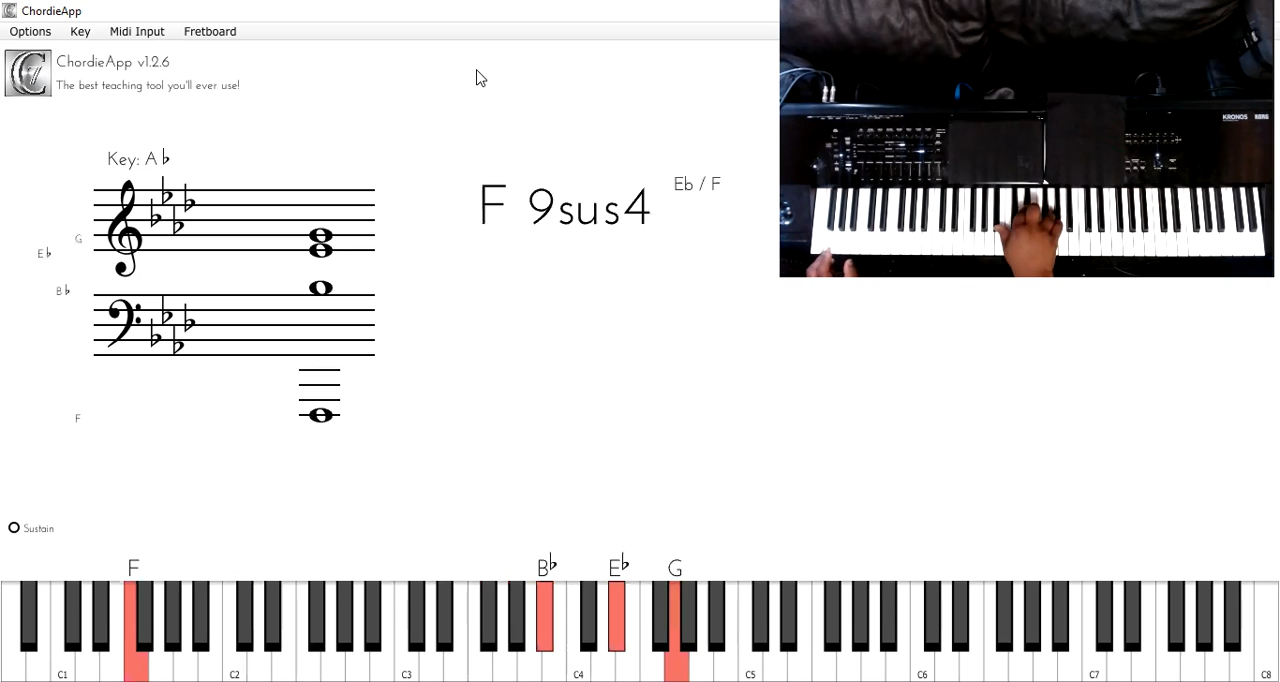 ChordieApp
Options Key Midi Input Fretboard
ChordieApp v1.2.6
The best teaching tool you'll ever use!
KRONOS KORG
Key: A♭
F 9sus4
Eb / F
G
E♭
B♭
F
Sustain
F B♭ E♭ G
C1 C2 C3 C4 C5 C6 C7 C8